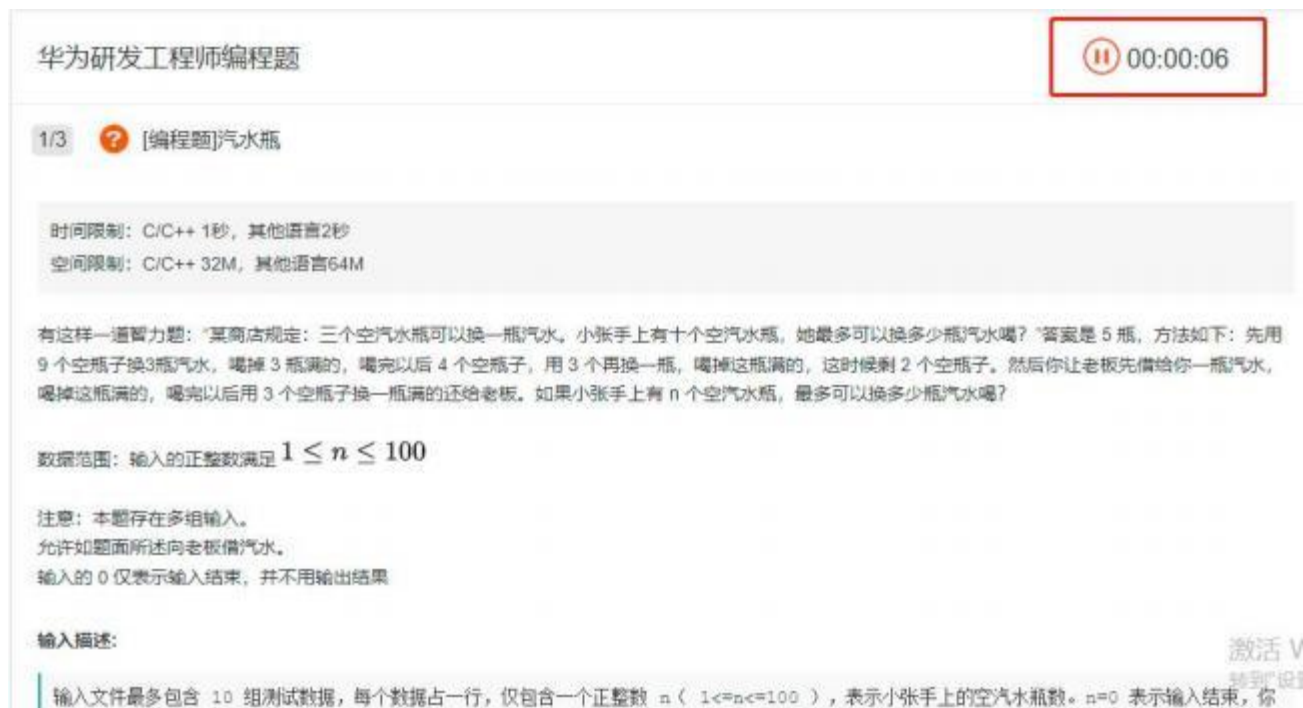 华为研发工程师编程题
00:00:06
1/3 ? [编程题]汽水瓶
时间限制：C/C++ 1秒，其他语言2秒
空间限制：C/C++ 32M，其他语言64M
有这样一道智力题：“某商店规定：三个空汽水瓶可以换一瓶汽水。小张手上有十个空汽水瓶，她最多可以换多少瓶汽水喝？”答案是 5 瓶，方法如下：先用
9 个空瓶子换3瓶汽水，喝掉 3 瓶满的，喝完以后 4 个空瓶子，用 3 个再换一瓶，喝掉这瓶满的，这时候剩 2 个空瓶子。然后你让老板先借给你一瓶汽水，
喝掉这瓶满的，喝完以后用 3 个空瓶子换一瓶满的还给老板。如果小张手上有 n 个空汽水瓶，最多可以换多少瓶汽水喝？
数据范围：输入的正整数满足 1 ≤ n ≤ 100
注意：本题存在多组输入。
允许如题面所述向老板借汽水。
输入的 0 仅表示输入结束，并不用输出结果
输入描述：
激活 W
转到"设置
输入文件最多包含 10 组测试数据，每个数据占一行，仅包含一个正整数 n（ 1<=n<=100 ），表示小张手上的空汽水瓶数。n=0 表示输入结束，你